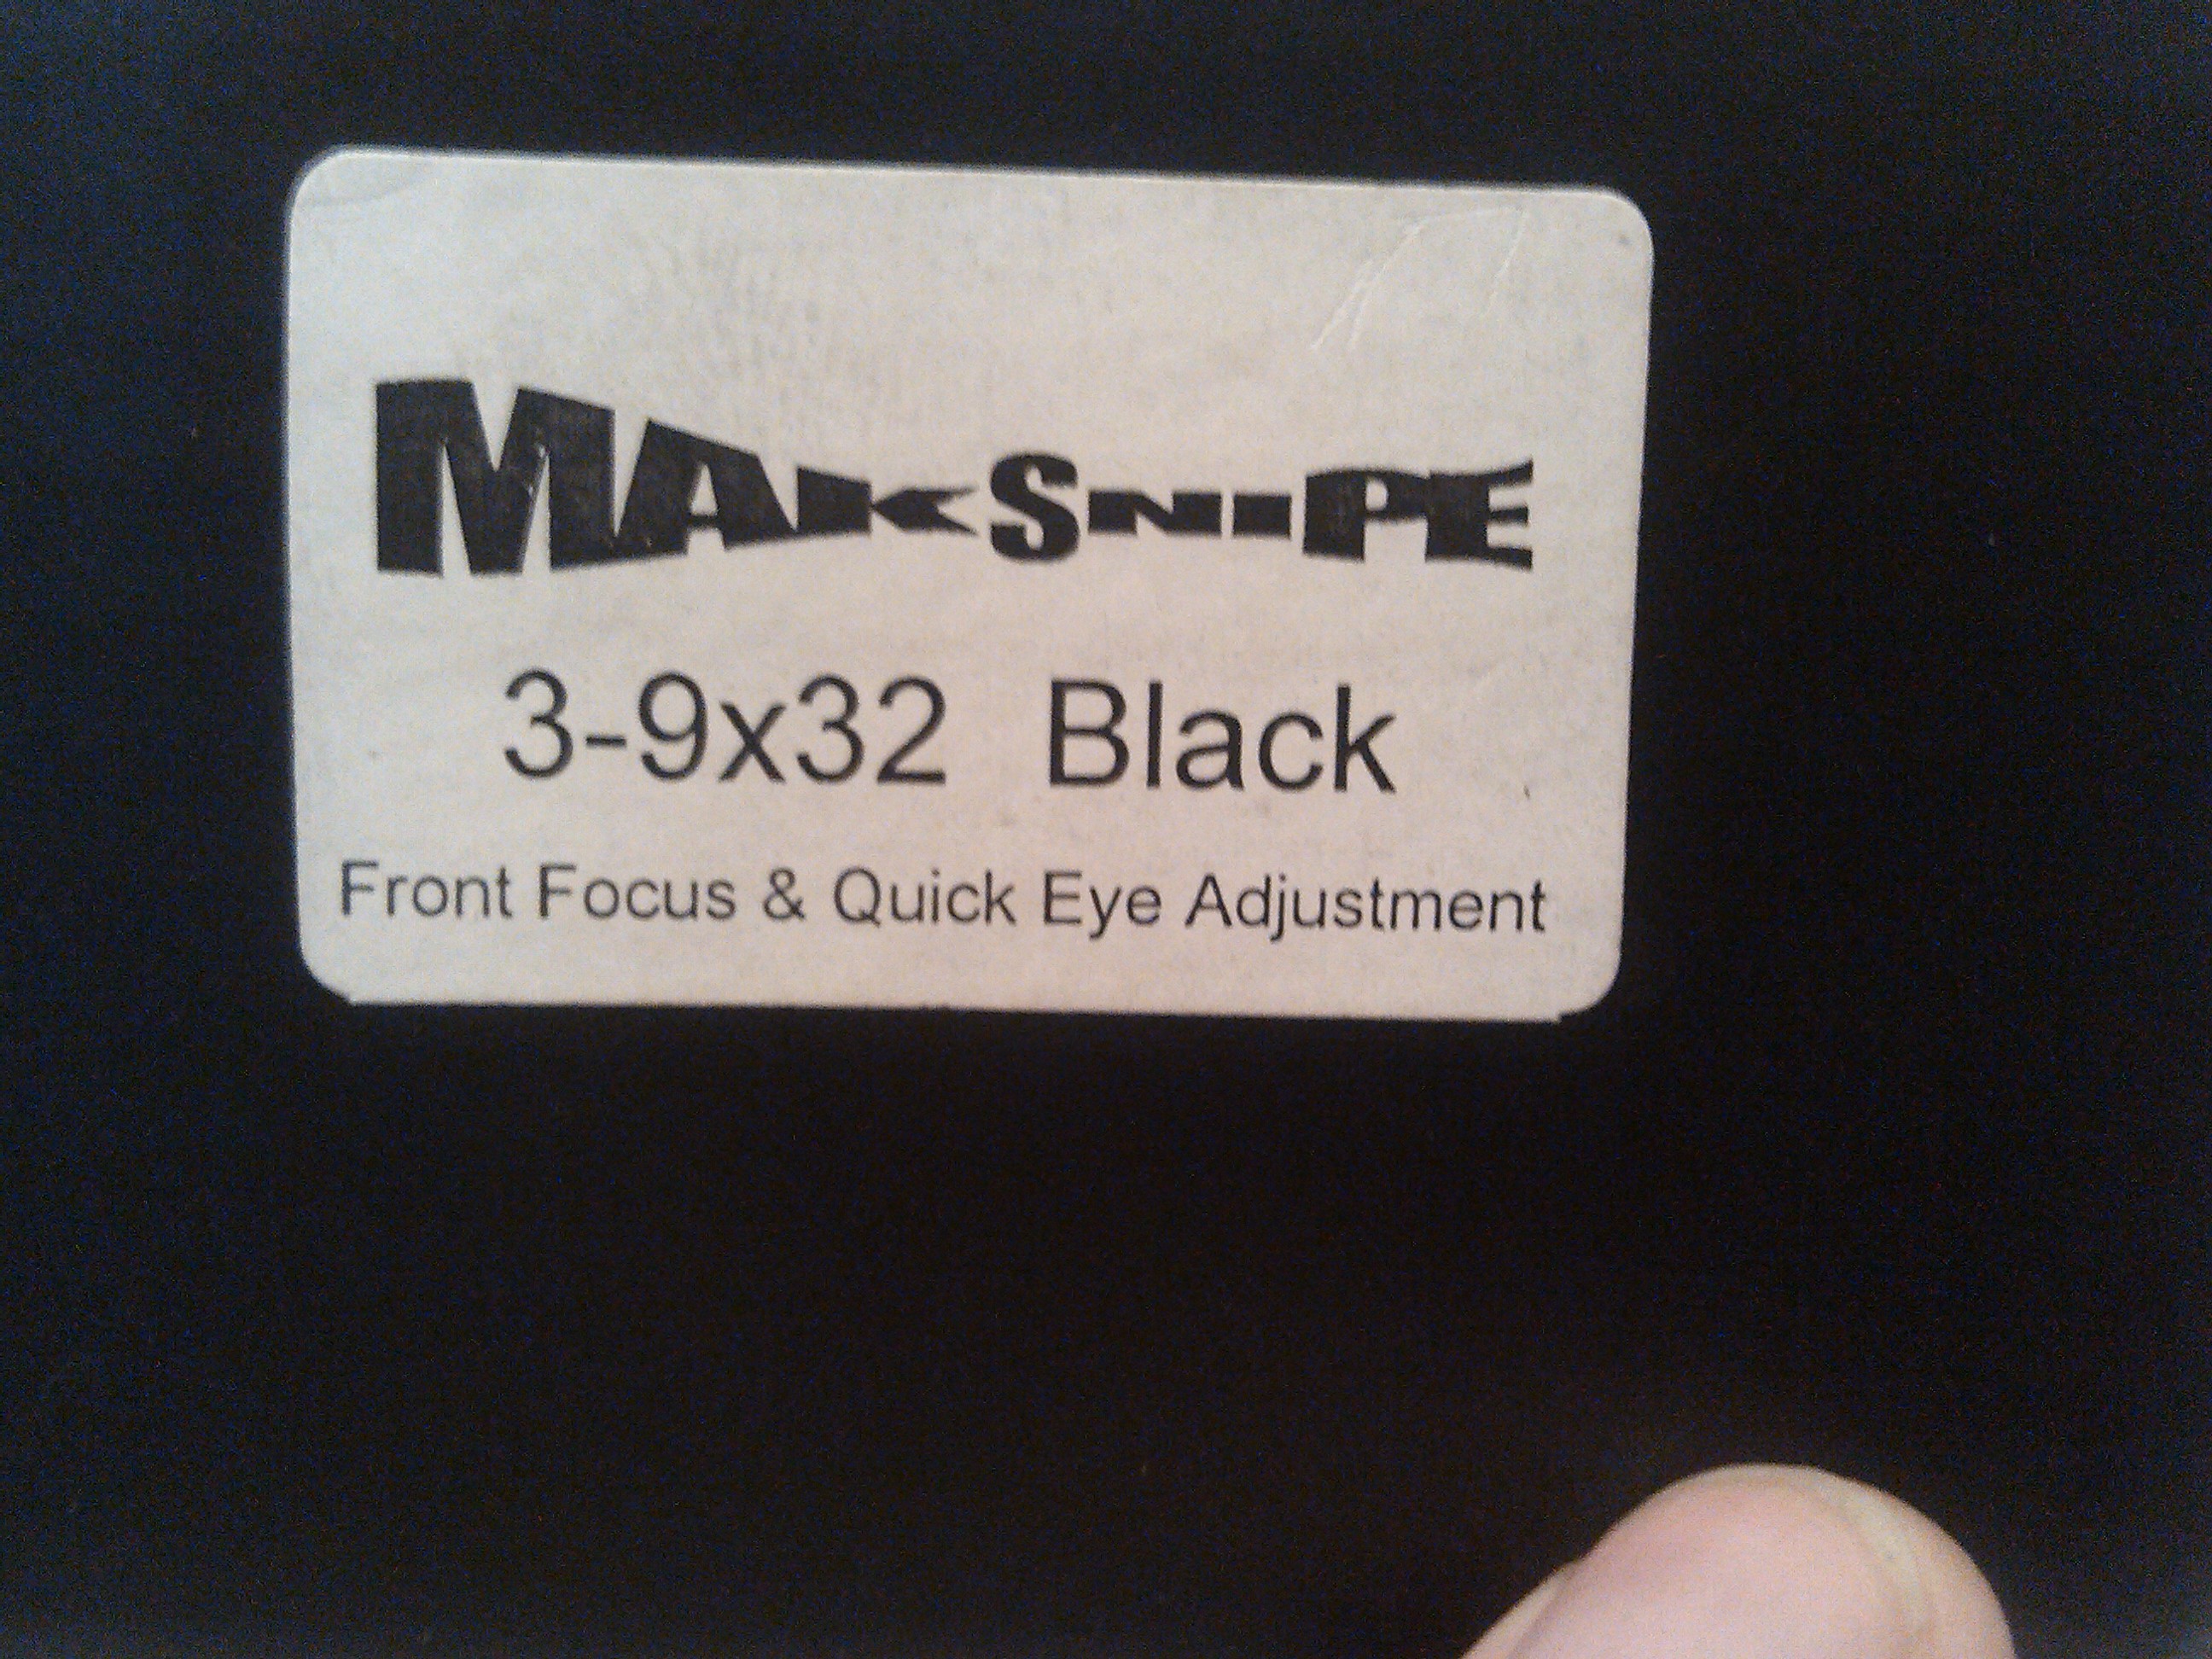 MAKSNIPE
3-9x32 Black
Front Focus & Quick Eye Adjustment